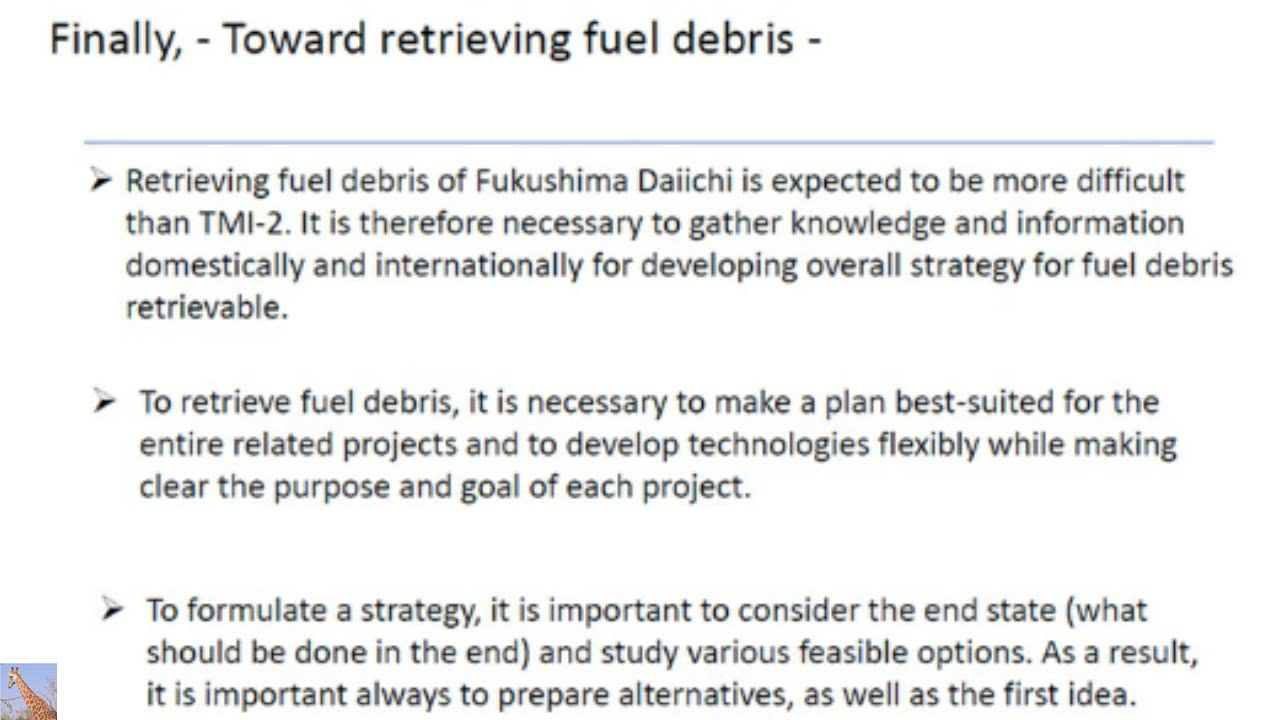 Finally, - Toward retrieving fuel debris -
➤ Retrieving fuel debris of Fukushima Daiichi is expected to be more difficult
than TMI-2. It is therefore necessary to gather knowledge and information
domestically and internationally for developing overall strategy for fuel debris
retrievable.
➤ To retrieve fuel debris, it is necessary to make a plan best-suited for the
entire related projects and to develop technologies flexibly while making
clear the purpose and goal of each project.
➤ To formulate a strategy, it is important to consider the end state (what
should be done in the end) and study various feasible options. As a result,
it is important always to prepare alternatives, as well as the first idea.